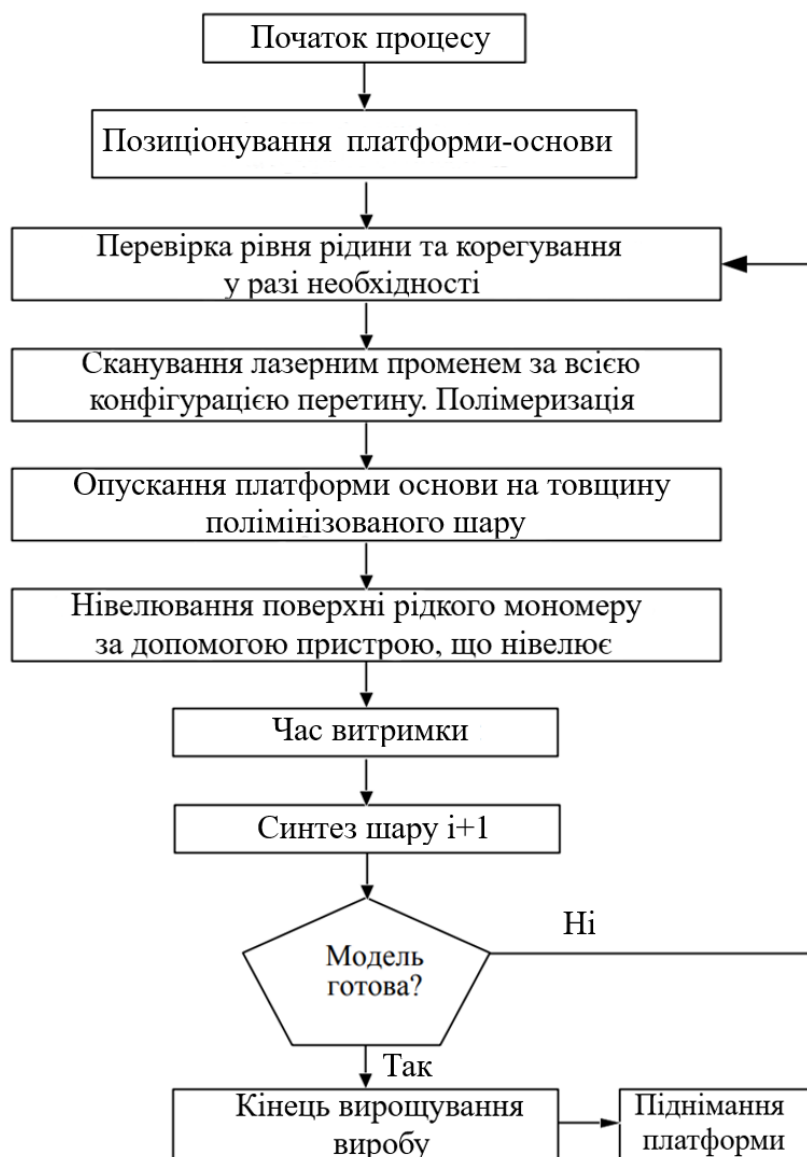 Початок процесу
Позиціонування платформи-основи
Перевірка рівня рідини та корегування
у разі необхідності
Сканування лазерним променем за всією
конфігурацією перетину. Полімеризація
Опускання платформи основи на товщину
полімінізованого шару
Нівелювання поверхні рідкого мономеру
за допомогою пристрою, що нівелює
Час витримки
Синтез шару i+1
Ні
Модель
готова?
Так
Кінець вирощування
виробу
Піднімання
платформи